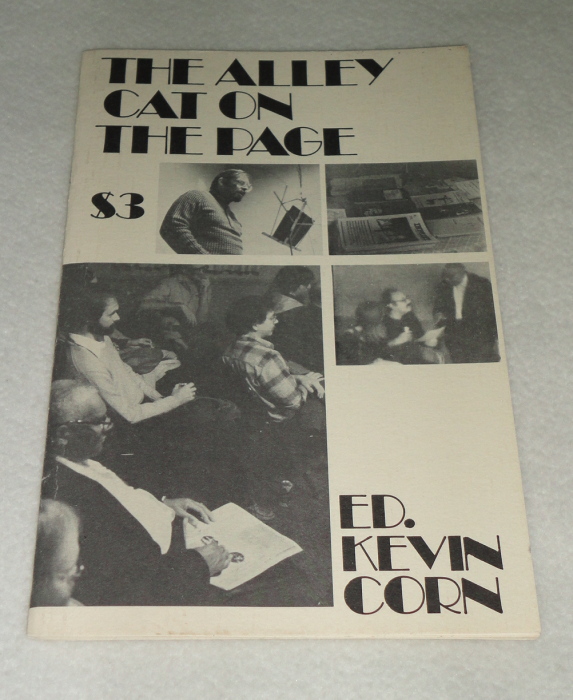 THE ALLEY
CAT ON
THE PAGE
$3
ED.
KEVIN
CORN